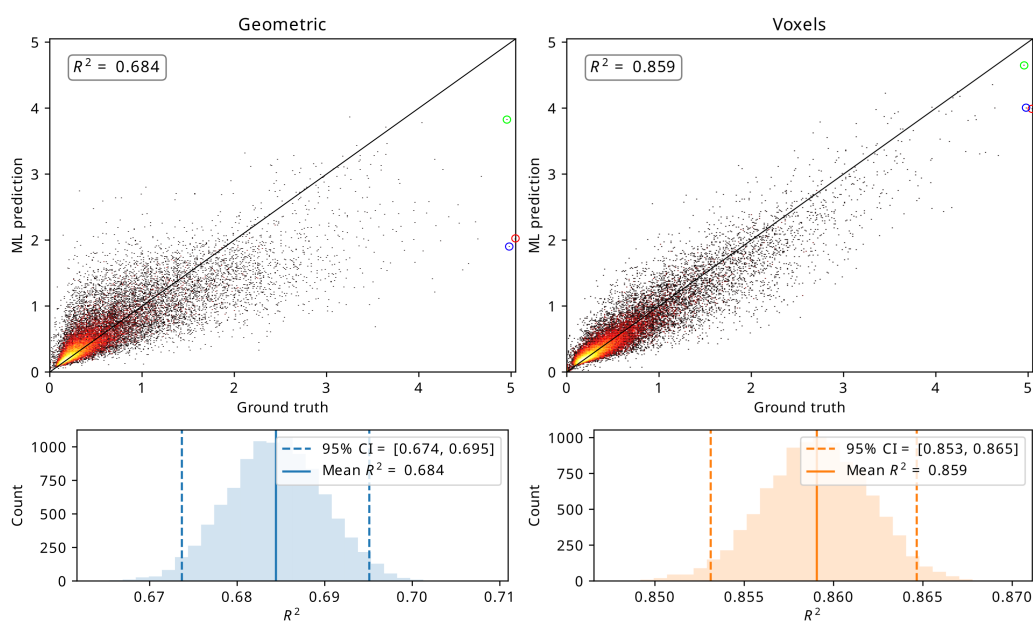 Geometric
R² = 0.684
ML prediction
5
4
3
2
1
0
0 1 2 3 4 5
Ground truth
Voxels
R² = 0.859
ML prediction
5
4
3
2
1
0
0 1 2 3 4 5
Ground truth
Count
1000
750
500
250
0
95% CI = [0.674, 0.695]
Mean R² = 0.684
0.67 0.68 0.69 0.70 0.71
R²
Count
1000
750
500
250
0
95% CI = [0.853, 0.865]
Mean R² = 0.859
0.850 0.855 0.860 0.865 0.870
R²